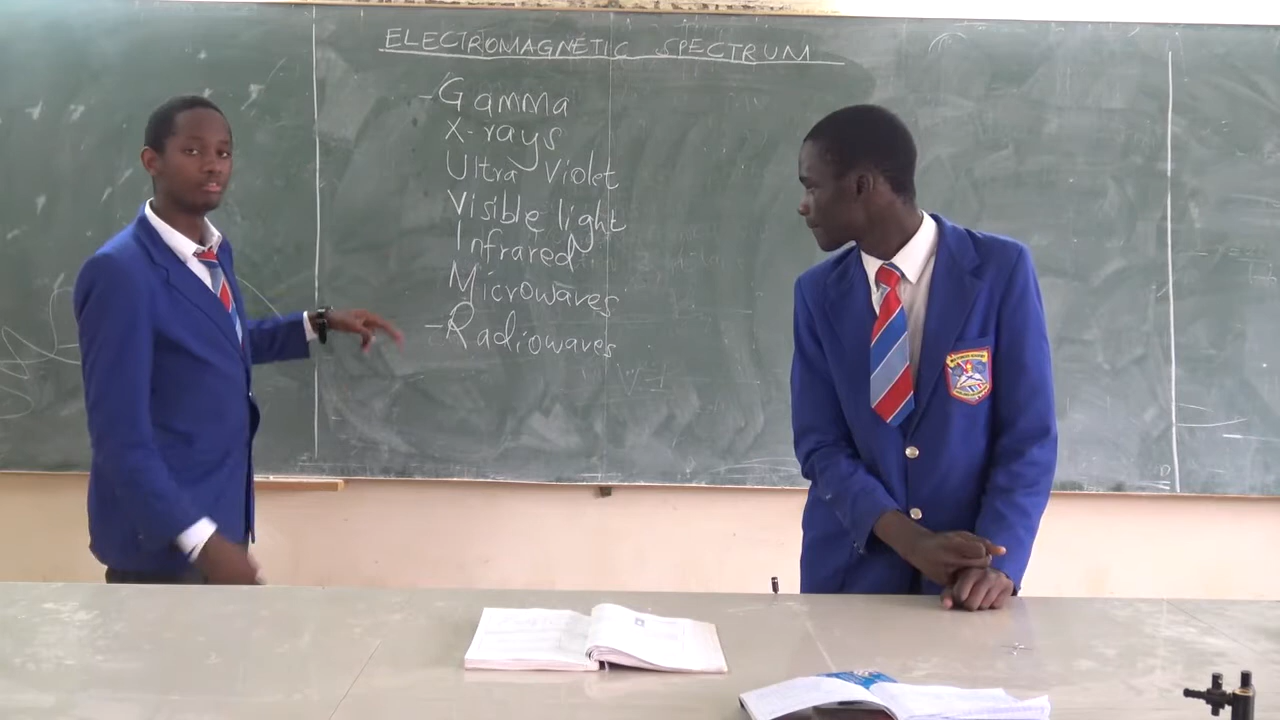 ELECTROMAGNETIC SPECTRUM
- Gamma
X-rays
Ultra Violet
Visible light
Infrared
Microwaves
- Radiowaves